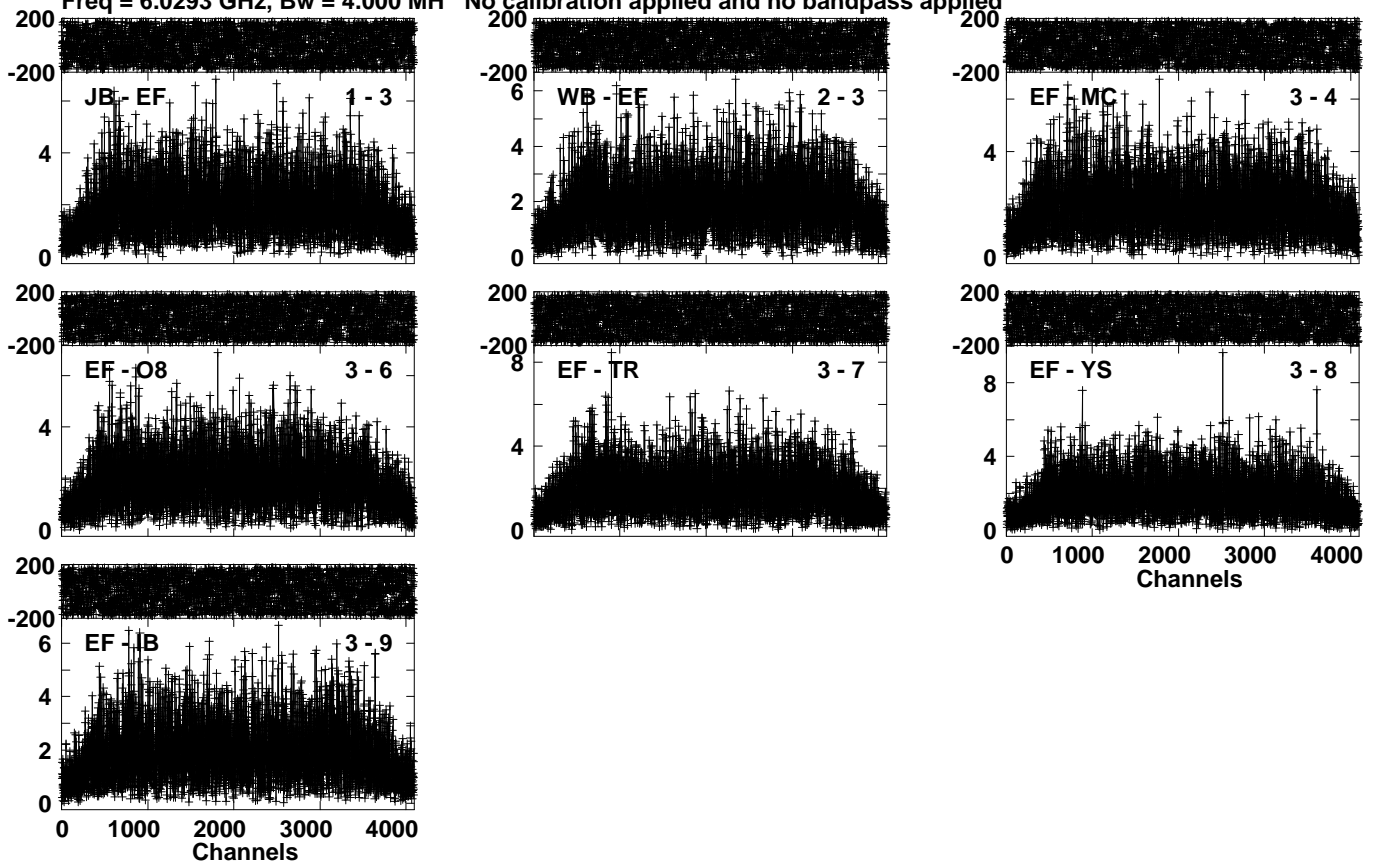 Freq = 6.0293 GHz, Bw = 4.000 MH No calibration applied and no bandpass applied
200
-200
JB - EF 1 - 3
4
0
200
-200
WB - EF 2 - 3
6
4
2
0
200
-200
EF - MC 3 - 4
4
0
200
-200
EF - O8 3 - 6
4
0
200
-200
EF - TR 3 - 7
8
4
0
200
-200
EF - YS 3 - 8
8
4
0
0 1000 2000 3000 4000
Channels
200
-200
EF - IB 3 - 9
6
4
2
0
0 1000 2000 3000 4000
Channels